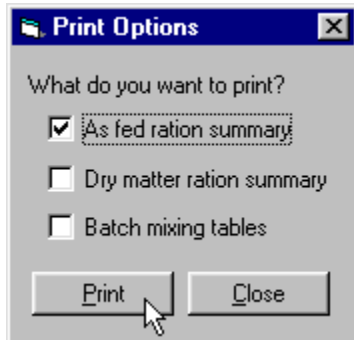 Print Options
What do you want to print?
As fed ration summary
Dry matter ration summary
Batch mixing tables
Print Close